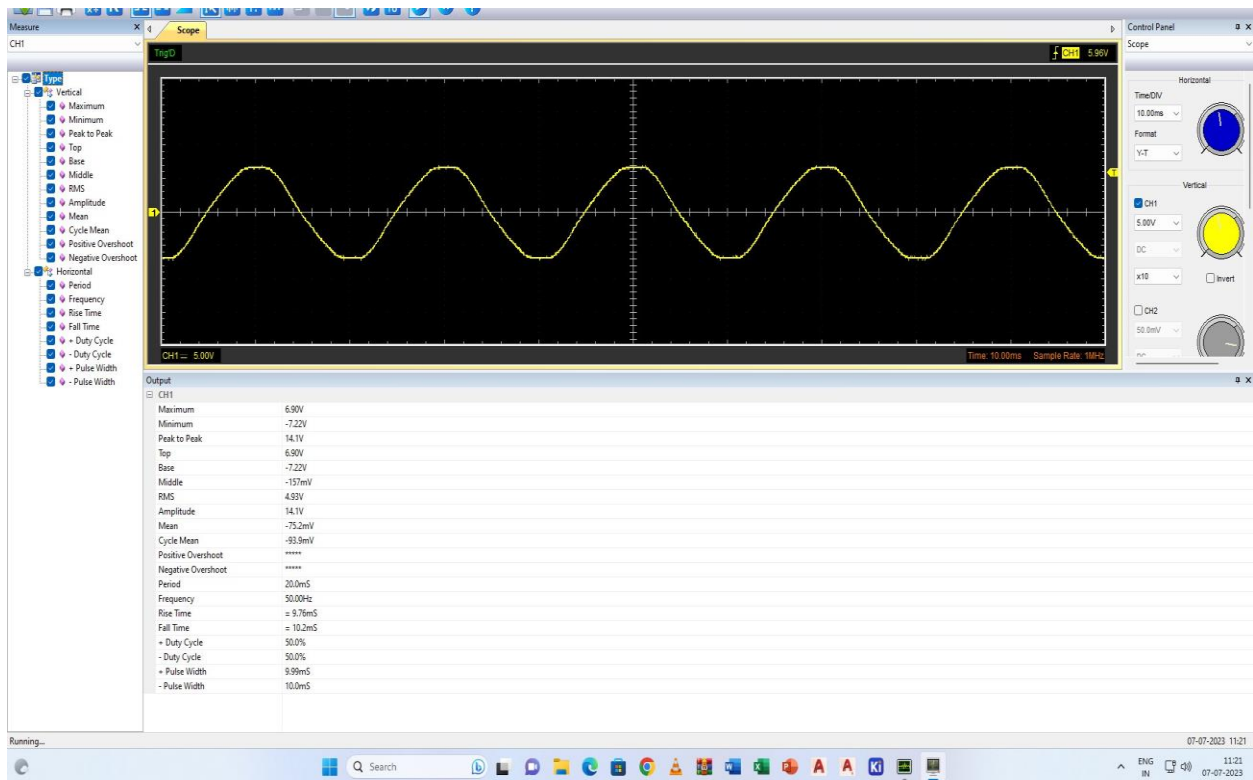 Measure
CH1
Type
Vertical
Maximum
Minimum
Peak to Peak
Top
Base
Middle
RMS
Amplitude
Mean
Cycle Mean
Positive Overshoot
Negative Overshoot
Horizontal
Period
Frequency
Rise Time
Fall Time
+ Duty Cycle
- Duty Cycle
+ Pulse Width
- Pulse Width
Scope
Trig'D
CH1 5.96V
1
T
CH1 = 5.00V
Time: 10.00ms Sample Rate: 1MHz
Control Panel
Scope
Horizontal
Time/DIV
10.00ms
Format
Y-T
Vertical
CH1
5.00V
DC
x10
Invert
CH2
50.0mV
DC
Output
CH1
Maximum 6.90V
Minimum -7.22V
Peak to Peak 14.1V
Top 6.90V
Base -7.22V
Middle -157mV
RMS 4.93V
Amplitude 14.1V
Mean -75.2mV
Cycle Mean -93.9mV
Positive Overshoot *****
Negative Overshoot *****
Period 20.0mS
Frequency 50.00Hz
Rise Time = 9.76mS
Fall Time = 10.2mS
+ Duty Cycle 50.0%
- Duty Cycle 50.0%
+ Pulse Width 9.99mS
- Pulse Width 10.0mS
Running...
07-07-2023 11:21
Search
ENG
IN
11:21
07-07-2023